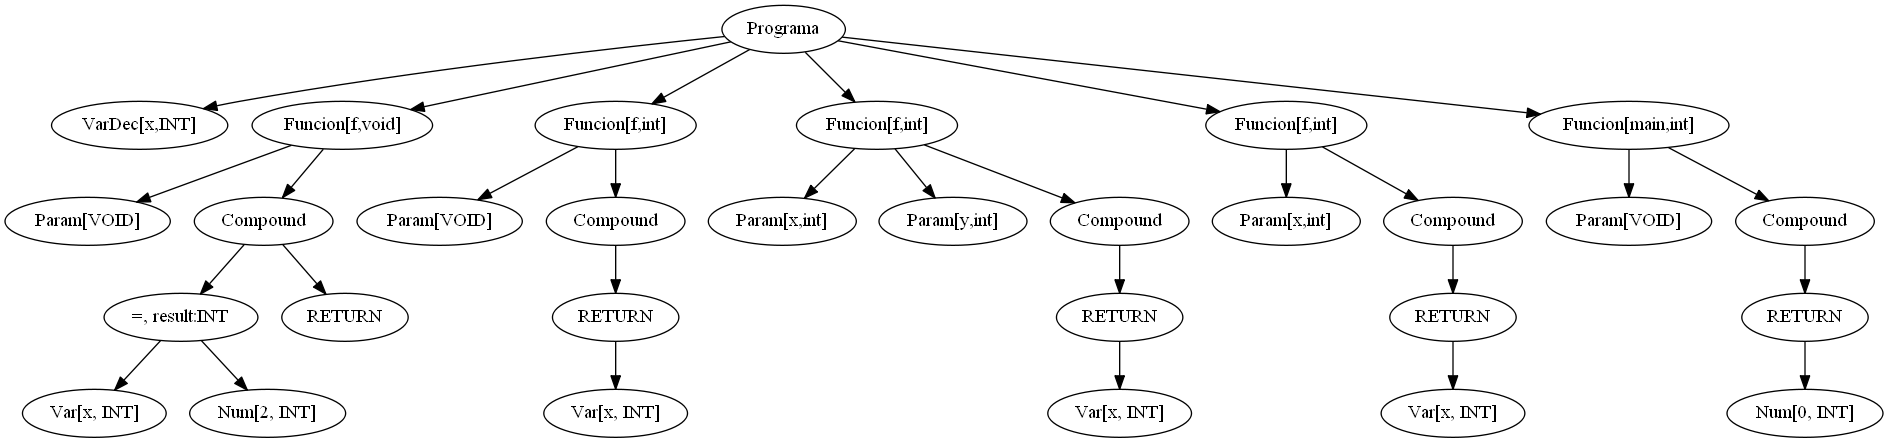 Programa
VarDec[x,INT]
Funcion[f,void]
Funcion[f,int]
Funcion[f,int]
Funcion[f,int]
Funcion[main,int]
Param[VOID]
Compound
Param[VOID]
Compound
Param[x,int]
Param[y,int]
Compound
Param[x,int]
Compound
Param[VOID]
Compound
=, result:INT
RETURN
RETURN
RETURN
RETURN
RETURN
Var[x, INT]
Num[2, INT]
Var[x, INT]
Var[x, INT]
Var[x, INT]
Num[0, INT]